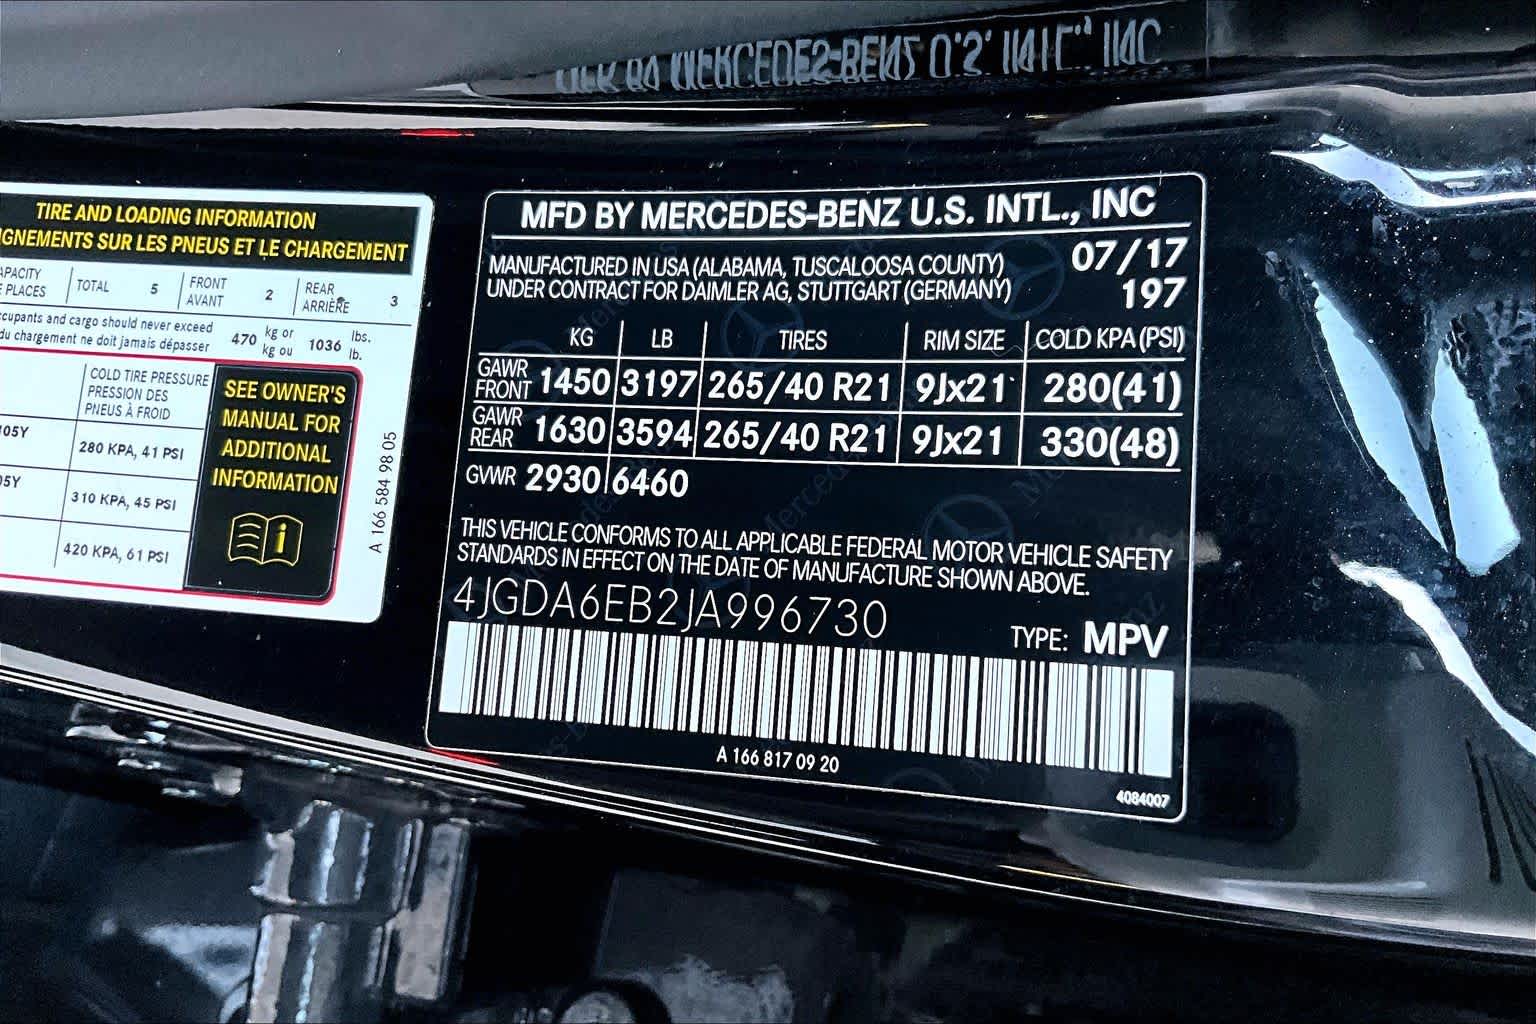 TIRE AND LOADING INFORMATION
SUR LES PNEUS ET LE CHARGEMENT
TOTAL 5 FRONT AVANT 2 REAR ARRIÈRE 3
PLACES
and cargo should never exceed
du chargement ne doit jamais dépasser
470 kg or kg ou 1036 lbs. lb.
COLD TIRE PRESSURE
PRESSION DES
PNEUS À FROID
280 KPA, 41 PSI
310 KPA, 45 PSI
420 KPA, 61 PSI
SEE OWNER'S
MANUAL FOR
ADDITIONAL
INFORMATION
i
A 166 584 98 05
MFD BY MERCEDES-BENZ U.S. INTL., INC
MANUFACTURED IN USA (ALABAMA, TUSCALOOSA COUNTY) 07/17
UNDER CONTRACT FOR DAIMLER AG, STUTTGART (GERMANY) 197
KG LB TIRES RIM SIZE COLD KPA (PSI)
GAWR FRONT 1450 3197 265/40 R21 9Jx21 280(41)
GAWR REAR 1630 3594 265/40 R21 9Jx21 330(48)
GVWR 2930 6460
THIS VEHICLE CONFORMS TO ALL APPLICABLE FEDERAL MOTOR VEHICLE SAFETY
STANDARDS IN EFFECT ON THE DATE OF MANUFACTURE SHOWN ABOVE.
4JGDA6EB2JA996730
TYPE: MPV
A 166 817 09 20
4084007